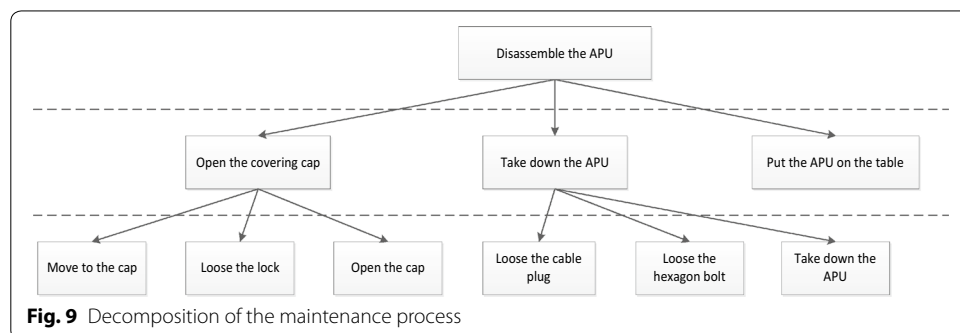 Disassemble the APU
Open the covering cap
Take down the APU
Put the APU on the table
Move to the cap
Loose the lock
Open the cap
Loose the cable
plug
Loose the
hexagon bolt
Take down the
APU
Fig. 9 Decomposition of the maintenance process